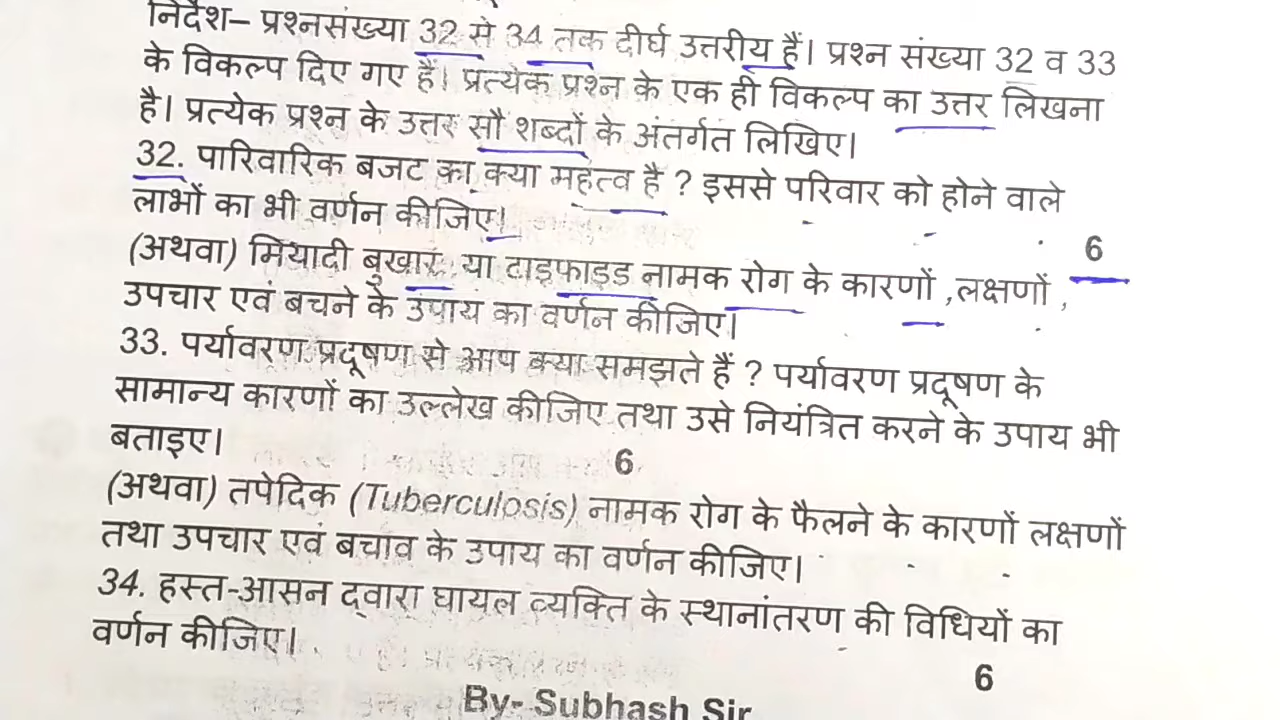 निर्देश– प्रश्नसंख्या 32 से 34 तक दीर्घ उत्तरीय हैं। प्रश्न संख्या 32 व 33
के विकल्प दिए गए हैं। प्रत्येक प्रश्न के एक ही विकल्प का उत्तर लिखना
है। प्रत्येक प्रश्न के उत्तर सौ शब्दों के अंतर्गत लिखिए।
32. पारिवारिक बजट का क्या महत्व है ? इससे परिवार को होने वाले
लाभों का भी वर्णन कीजिए।
6
(अथवा) मियादी बुखार या टाइफाइड नामक रोग के कारणों ,लक्षणों ,
उपचार एवं बचने के उपाय का वर्णन कीजिए।
33. पर्यावरण प्रदूषण से आप क्या समझते हैं ? पर्यावरण प्रदूषण के
सामान्य कारणों का उल्लेख कीजिए तथा उसे नियंत्रित करने के उपाय भी
बताइए।
6
(अथवा) तपेदिक (Tuberculosis) नामक रोग के फैलने के कारणों लक्षणों
तथा उपचार एवं बचाव के उपाय का वर्णन कीजिए।
34. हस्त-आसन द्वारा घायल व्यक्ति के स्थानांतरण की विधियों का
वर्णन कीजिए।
6
By- Subhash Sir